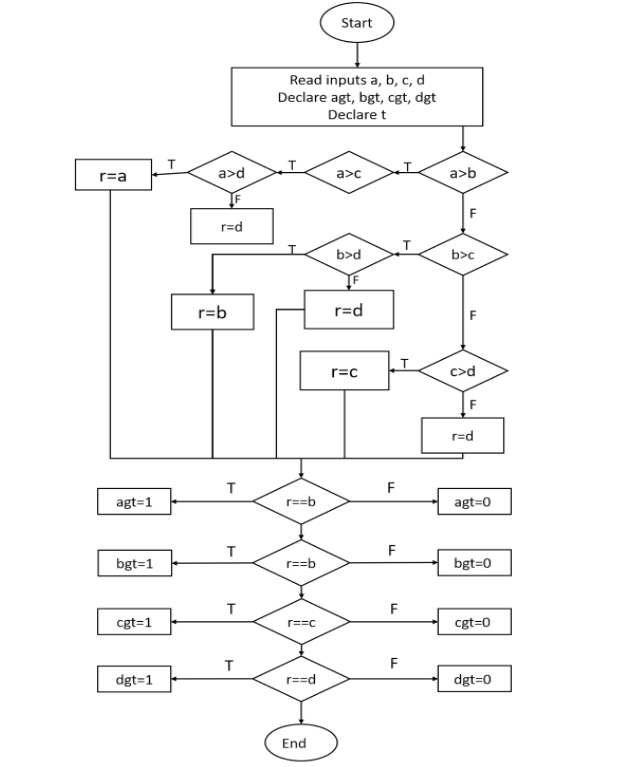 Start
Read inputs a, b, c, d
Declare agt, bgt, cgt, dgt
Declare t
r=a
T
a>d
T
a>c
T
a>b
F
r=d
F
T
b>d
T
b>c
F
r=b
r=d
F
r=c
T
c>d
F
r=d
agt=1
T
r==b
F
agt=0
bgt=1
T
r==b
F
bgt=0
cgt=1
T
r==c
F
cgt=0
dgt=1
T
r==d
F
dgt=0
End